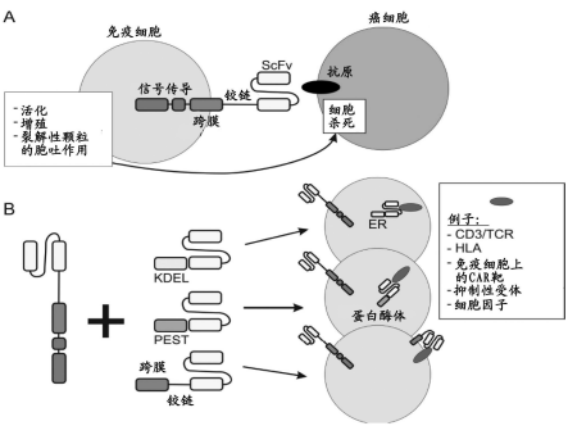 A
免疫细胞
癌细胞
ScFv
抗原
信号传导
铰链
跨膜
细胞
杀死
-活化
-增殖
-裂解性颗粒
的胞吐作用
B
KDEL
PEST
跨膜
铰链
ER
蛋白酶体
例子:
- CD3/TCR
- HLA
- 免疫细胞上
的CAR靶
-抑制性受体
-细胞因子